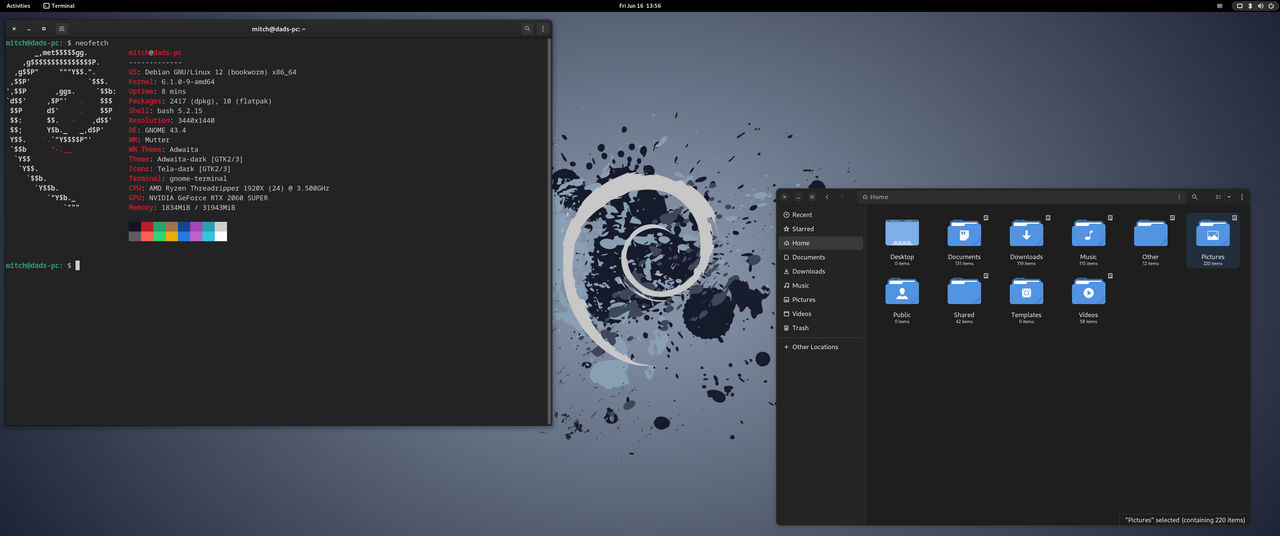 Activities
Terminal
Fri Jun 16 13:56
mitch@dads-pc: ~
mitch@dads-pc: $ neofetch
_,met$$$$$gg.
,g$$$$$$$$$$$$$$$P.
,g$$P" """Y$$.".
,$$P' `$$$.
',$$P ,ggs. `$$b:
`d$$' ,$P"' . $$$
$$P d$' , $$P
$$: $$. - ,d$$'
$$; Y$b._ _,d$P'
Y$$. `.`"Y$$$$P"'
`$$b "-.__
`Y$$
`Y$$.
`$$b.
`Y$$b.
`"Y$b._
`"""
mitch@dads-pc
-------------
OS: Debian GNU/Linux 12 (bookworm) x86_64
Kernel: 6.1.0-9-amd64
Uptime: 8 mins
Packages: 2417 (dpkg), 10 (flatpak)
Shell: bash 5.2.15
Resolution: 3440x1440
DE: GNOME 43.4
WM: Mutter
WM Theme: Adwaita
Theme: Adwaita-dark [GTK2/3]
Icons: Tela-dark [GTK2/3]
Terminal: gnome-terminal
CPU: AMD Ryzen Threadripper 1920X (24) @ 3.500GHz
GPU: NVIDIA GeForce RTX 2060 SUPER
Memory: 1834MiB / 31943MiB
mitch@dads-pc: $
Home
Recent
Starred
Home
Documents
Downloads
Music
Pictures
Videos
Trash
+ Other Locations
Desktop
0 items
Documents
131 items
Downloads
119 items
Music
115 items
Other
12 items
Pictures
220 items
Public
0 items
Shared
42 items
Templates
0 items
Videos
58 items
"Pictures" selected (containing 220 items)